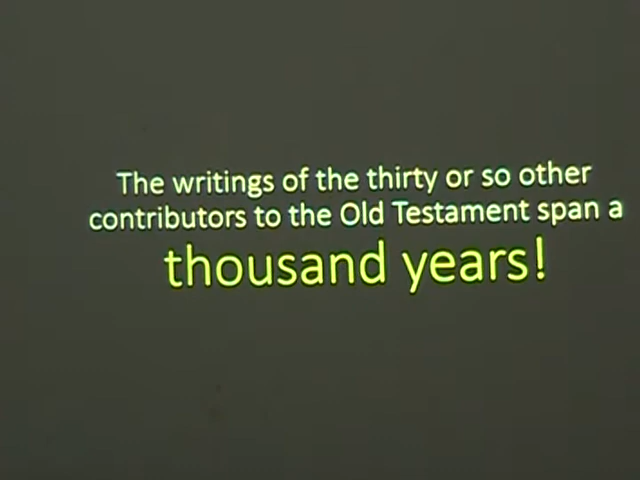 The writings of the thirty or so other
contributors to the Old Testament span a
thousand years!